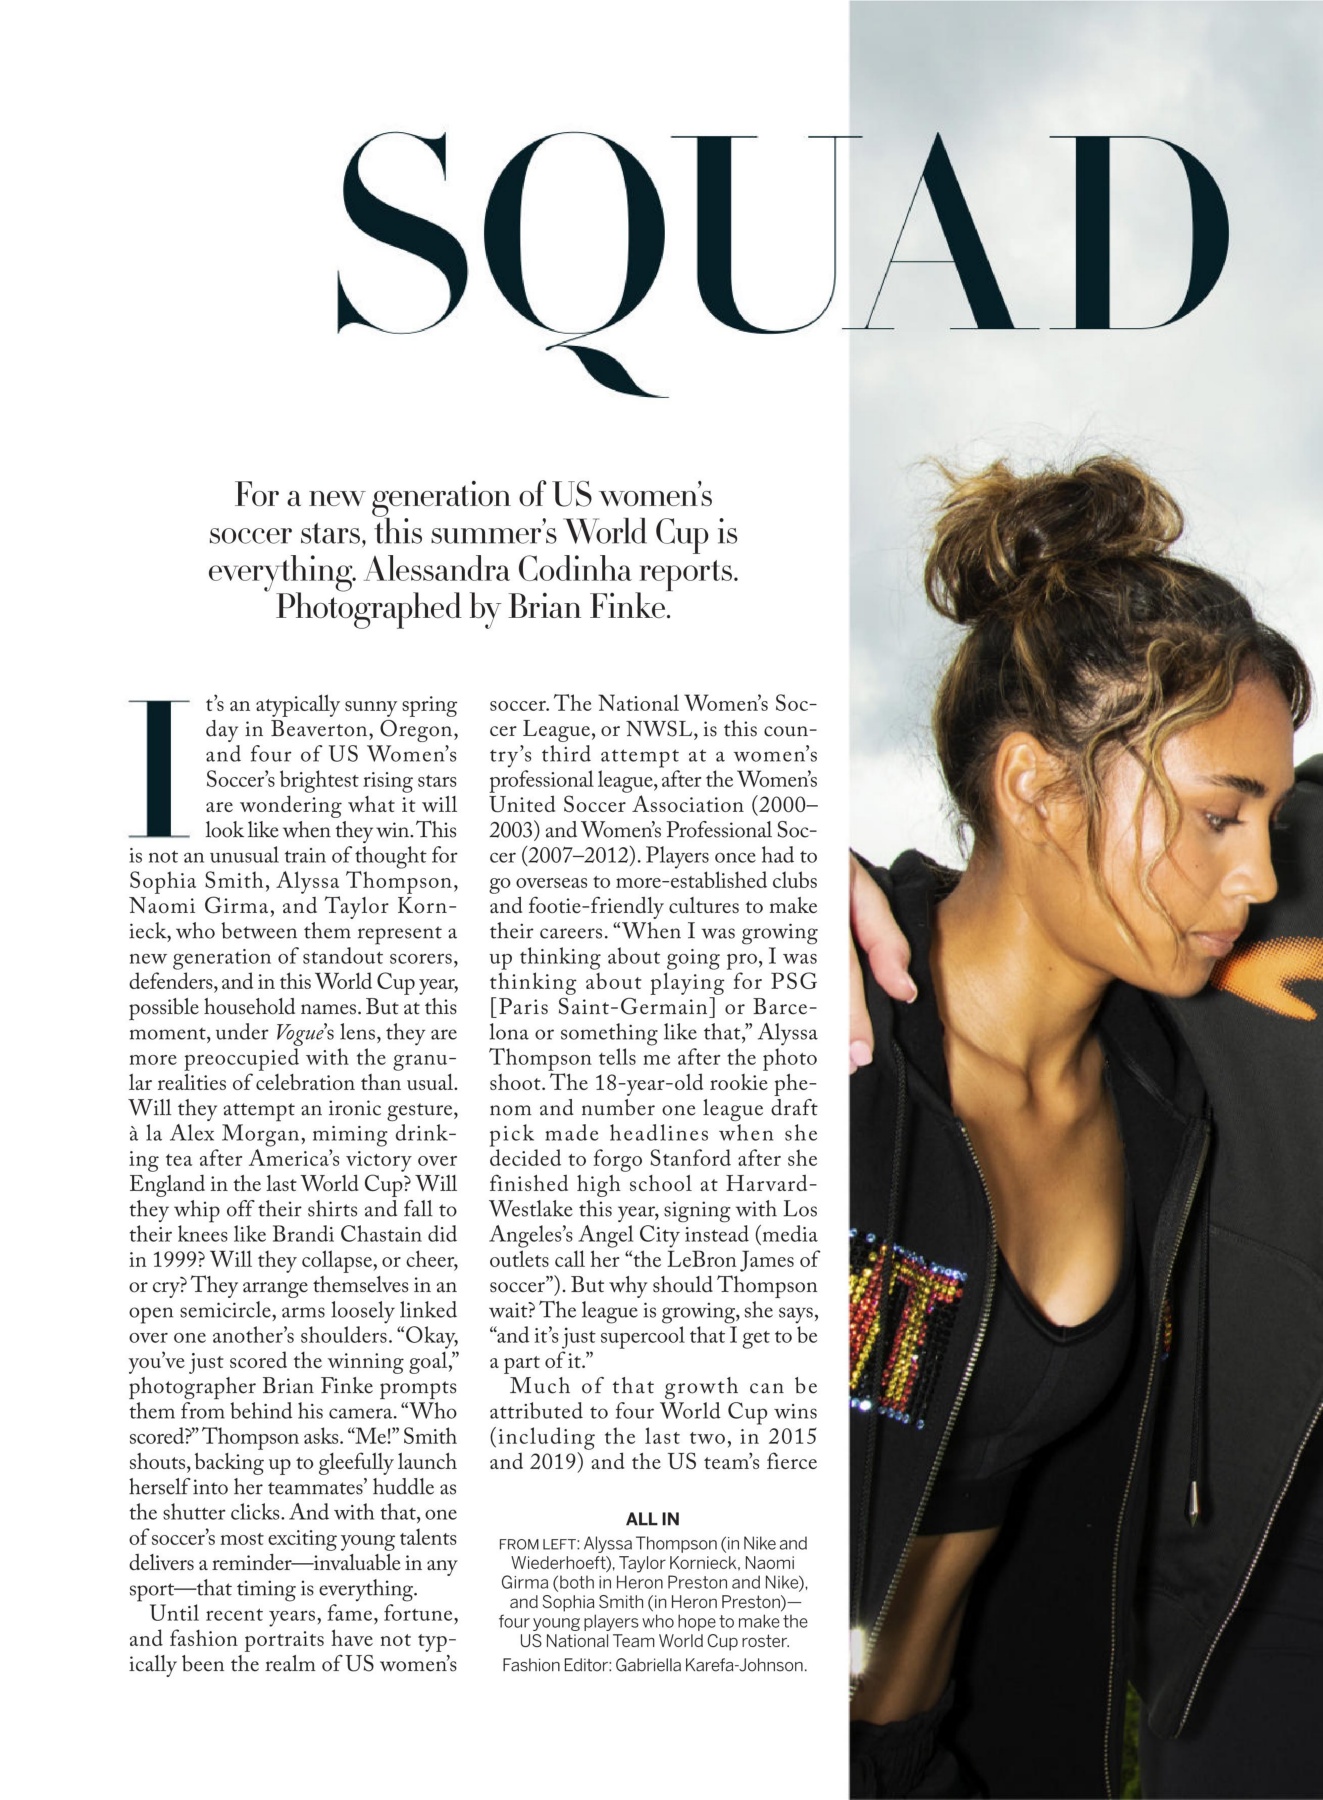 SQUAD
For a new generation of US women's
soccer stars, this summer's World Cup is
everything. Alessandra Codinha reports.
Photographed by Brian Finke.
It's an atypically sunny spring
day in Beaverton, Oregon,
and four of US Women's
Soccer's brightest rising stars
are wondering what it will
look like when they win. This
is not an unusual train of thought for
Sophia Smith, Alyssa Thompson,
Naomi Girma, and Taylor Korn-
ieck, who between them represent a
new generation of standout scorers,
defenders, and in this World Cup year,
possible household names. But at this
moment, under Vogue's lens, they are
more preoccupied with the granu-
lar realities of celebration than usual.
Will they attempt an ironic gesture,
à la Alex Morgan, miming drink-
ing tea after America's victory over
England in the last World Cup? Will
they whip off their shirts and fall to
their knees like Brandi Chastain did
in 1999? Will they collapse, or cheer,
or cry? They arrange themselves in an
open semicircle, arms loosely linked
over one another's shoulders. “Okay,
you've just scored the winning goal,”
photographer Brian Finke prompts
them from behind his camera. “Who
scored?” Thompson asks. “Me!” Smith
shouts, backing up to gleefully launch
herself into her teammates' huddle as
the shutter clicks. And with that, one
of soccer's most exciting young talents
delivers a reminder—invaluable in any
sport—that timing is everything.
Until recent years, fame, fortune,
and fashion portraits have not typ-
ically been the realm of US women's
soccer. The National Women's Soc-
cer League, or NWSL, is this coun-
try's third attempt at a women's
professional league, after the Women's
United Soccer Association (2000–
2003) and Women's Professional Soc-
cer (2007–2012). Players once had to
go overseas to more-established clubs
and footie-friendly cultures to make
their careers. “When I was growing
up thinking about going pro, I was
thinking about playing for PSG
[Paris Saint-Germain] or Barce-
lona or something like that,” Alyssa
Thompson tells me after the photo
shoot. The 18-year-old rookie phe-
nom and number one league draft
pick made headlines when she
decided to forgo Stanford after she
finished high school at Harvard-
Westlake this year, signing with Los
Angeles's Angel City instead (media
outlets call her “the LeBron James of
soccer”). But why should Thompson
wait? The league is growing, she says,
“and it's just supercool that I get to be
a part of it.”
Much of that growth can be
attributed to four World Cup wins
(including the last two, in 2015
and 2019) and the US team's fierce
ALL IN
FROM LEFT: Alyssa Thompson (in Nike and
Wiederhoeft), Taylor Kornieck, Naomi
Girma (both in Heron Preston and Nike),
and Sophia Smith (in Heron Preston)—
four young players who hope to make the
US National Team World Cup roster.
Fashion Editor: Gabriella Karefa-Johnson.